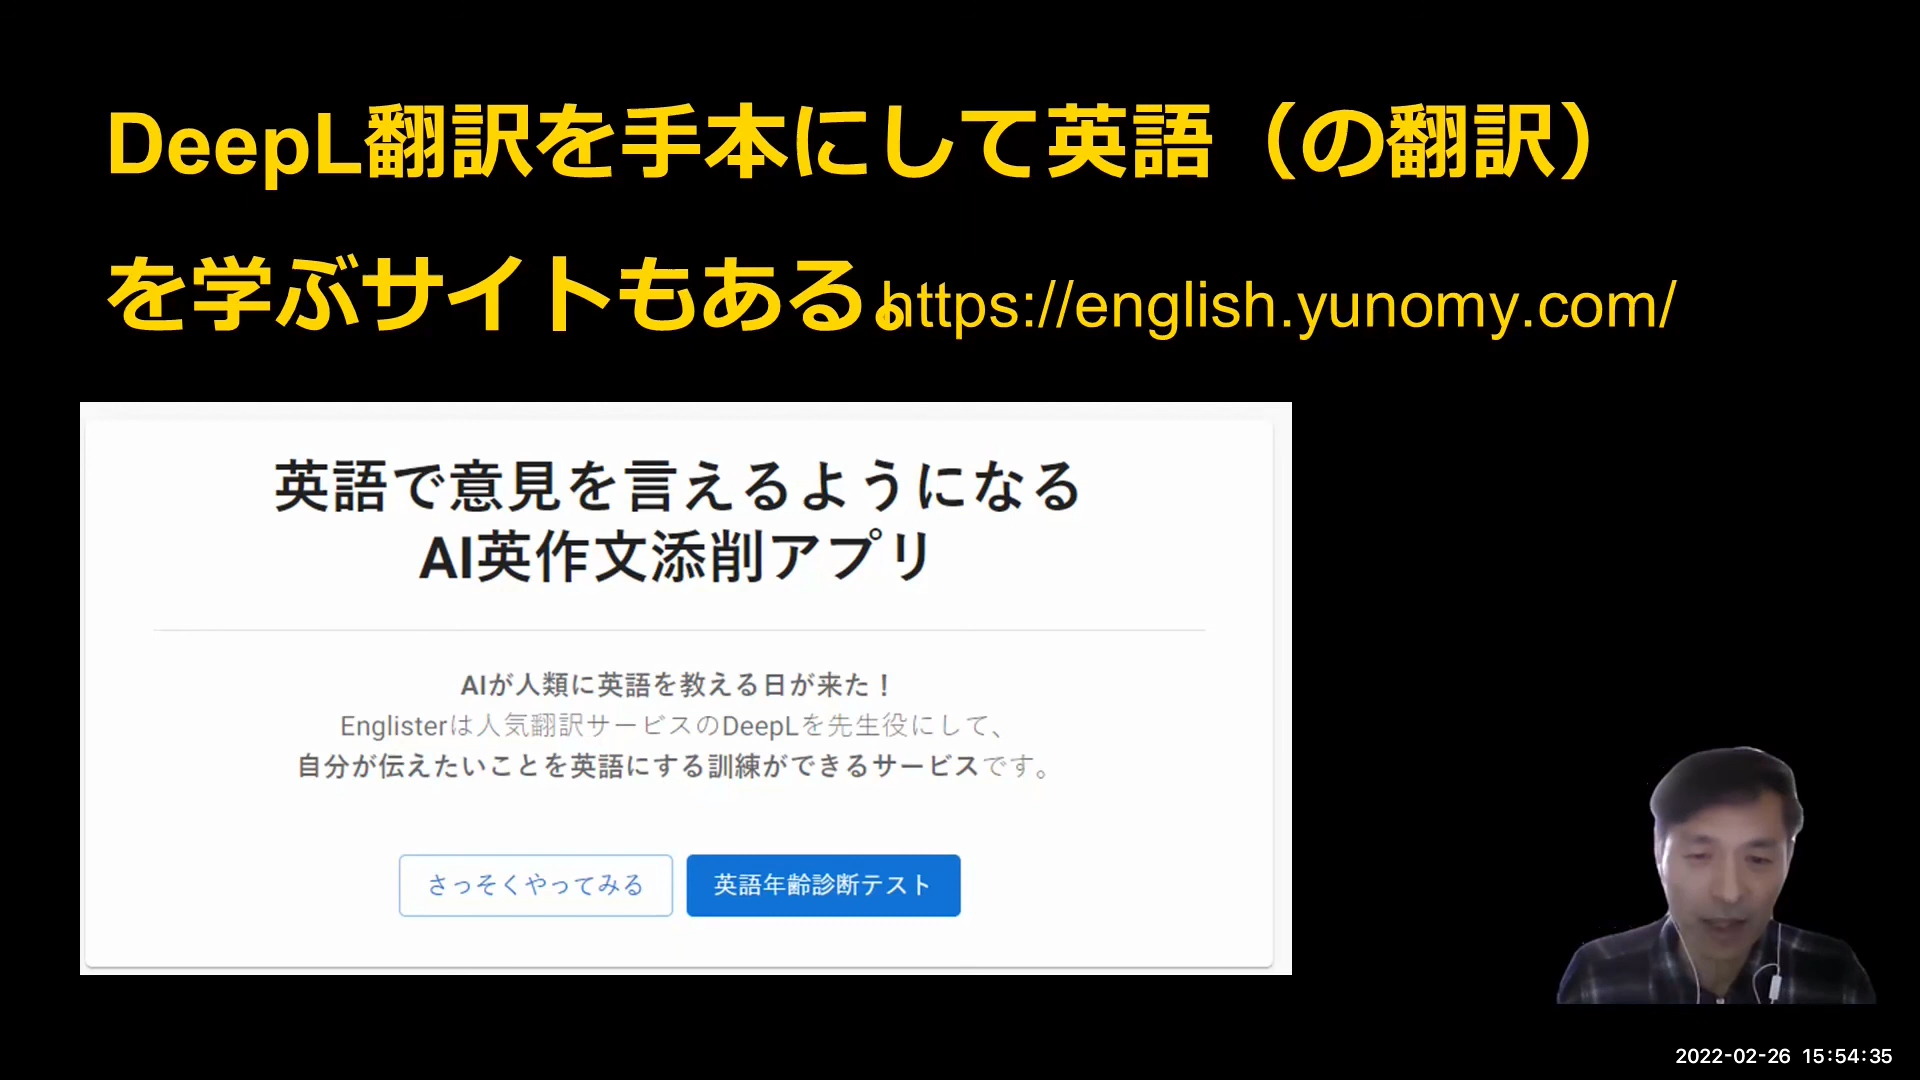 DeepL翻訳を手本にして英語（の翻訳）
を学ぶサイトもある。https://english.yunomy.com/
英語で意見を言えるようになる
AI英作文添削アプリ
AIが人類に英語を教える日が来た！
Englisterは人気翻訳サービスのDeepLを先生役にして、
自分が伝えたいことを英語にする訓練ができるサービスです。
さっそくやってみる
英語年齢診断テスト
2022-02-26 15:54:35